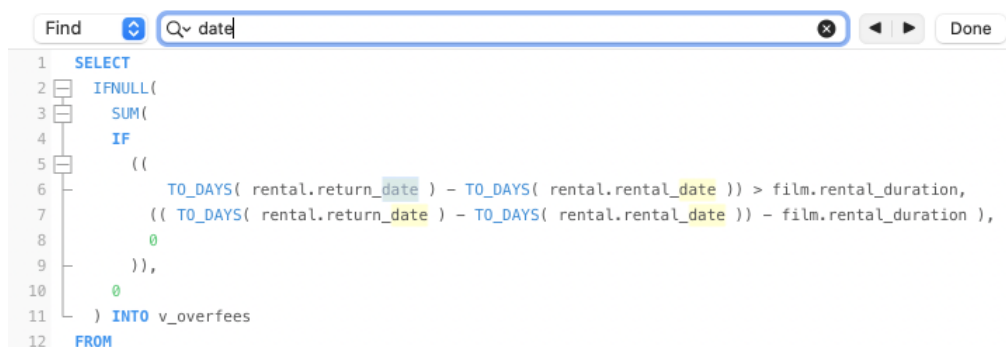 Find date Done
1 SELECT
2 IFNULL(
3 SUM(
4 IF
5 ((
6 TO_DAYS( rental.return_date ) - TO_DAYS( rental.rental_date )) > film.rental_duration,
7 (( TO_DAYS( rental.return_date ) - TO_DAYS( rental.rental_date )) - film.rental_duration ),
8 0
9 )),
10 0
11 ) INTO v_overfees
12 FROM